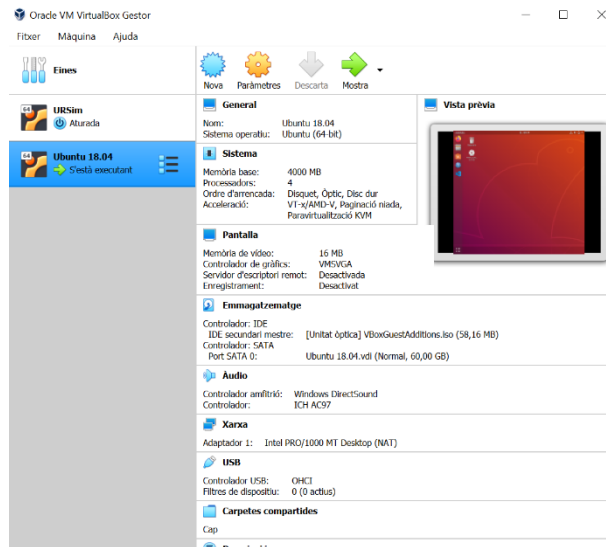 Oracle VM VirtualBox Gestor
Fitxer Màquina Ajuda
Eines
Nova Paràmetres Descarta Mostra
64 URSim
Aturada
64 Ubuntu 18.04
S'està executant
General
Nom: Ubuntu 18.04
Sistema operatiu: Ubuntu (64-bit)
Vista prèvia
Sistema
Memòria base: 4000 MB
Processadors: 4
Ordre d'arrencada: Disquet, Òptic, Disc dur
Acceleració: VT-x/AMD-V, Paginació niada,
Paravirtualització KVM
Pantalla
Memòria de vídeo: 16 MB
Controlador de gràfics: VMSVGA
Servidor d'escriptori remot: Desactivada
Enregistrament: Desactivat
Emmagatzematge
Controlador: IDE
IDE secundari mestre: [Unitat òptica] VBoxGuestAdditions.iso (58,16 MB)
Controlador: SATA
Port SATA 0: Ubuntu 18.04.vdi (Normal, 60,00 GB)
Àudio
Controlador amfitrió: Windows DirectSound
Controlador: ICH AC97
Xarxa
Adaptador 1: Intel PRO/1000 MT Desktop (NAT)
USB
Controlador USB: OHCI
Filtres de dispositiu: 0 (0 actius)
Carpetes compartides
Cap